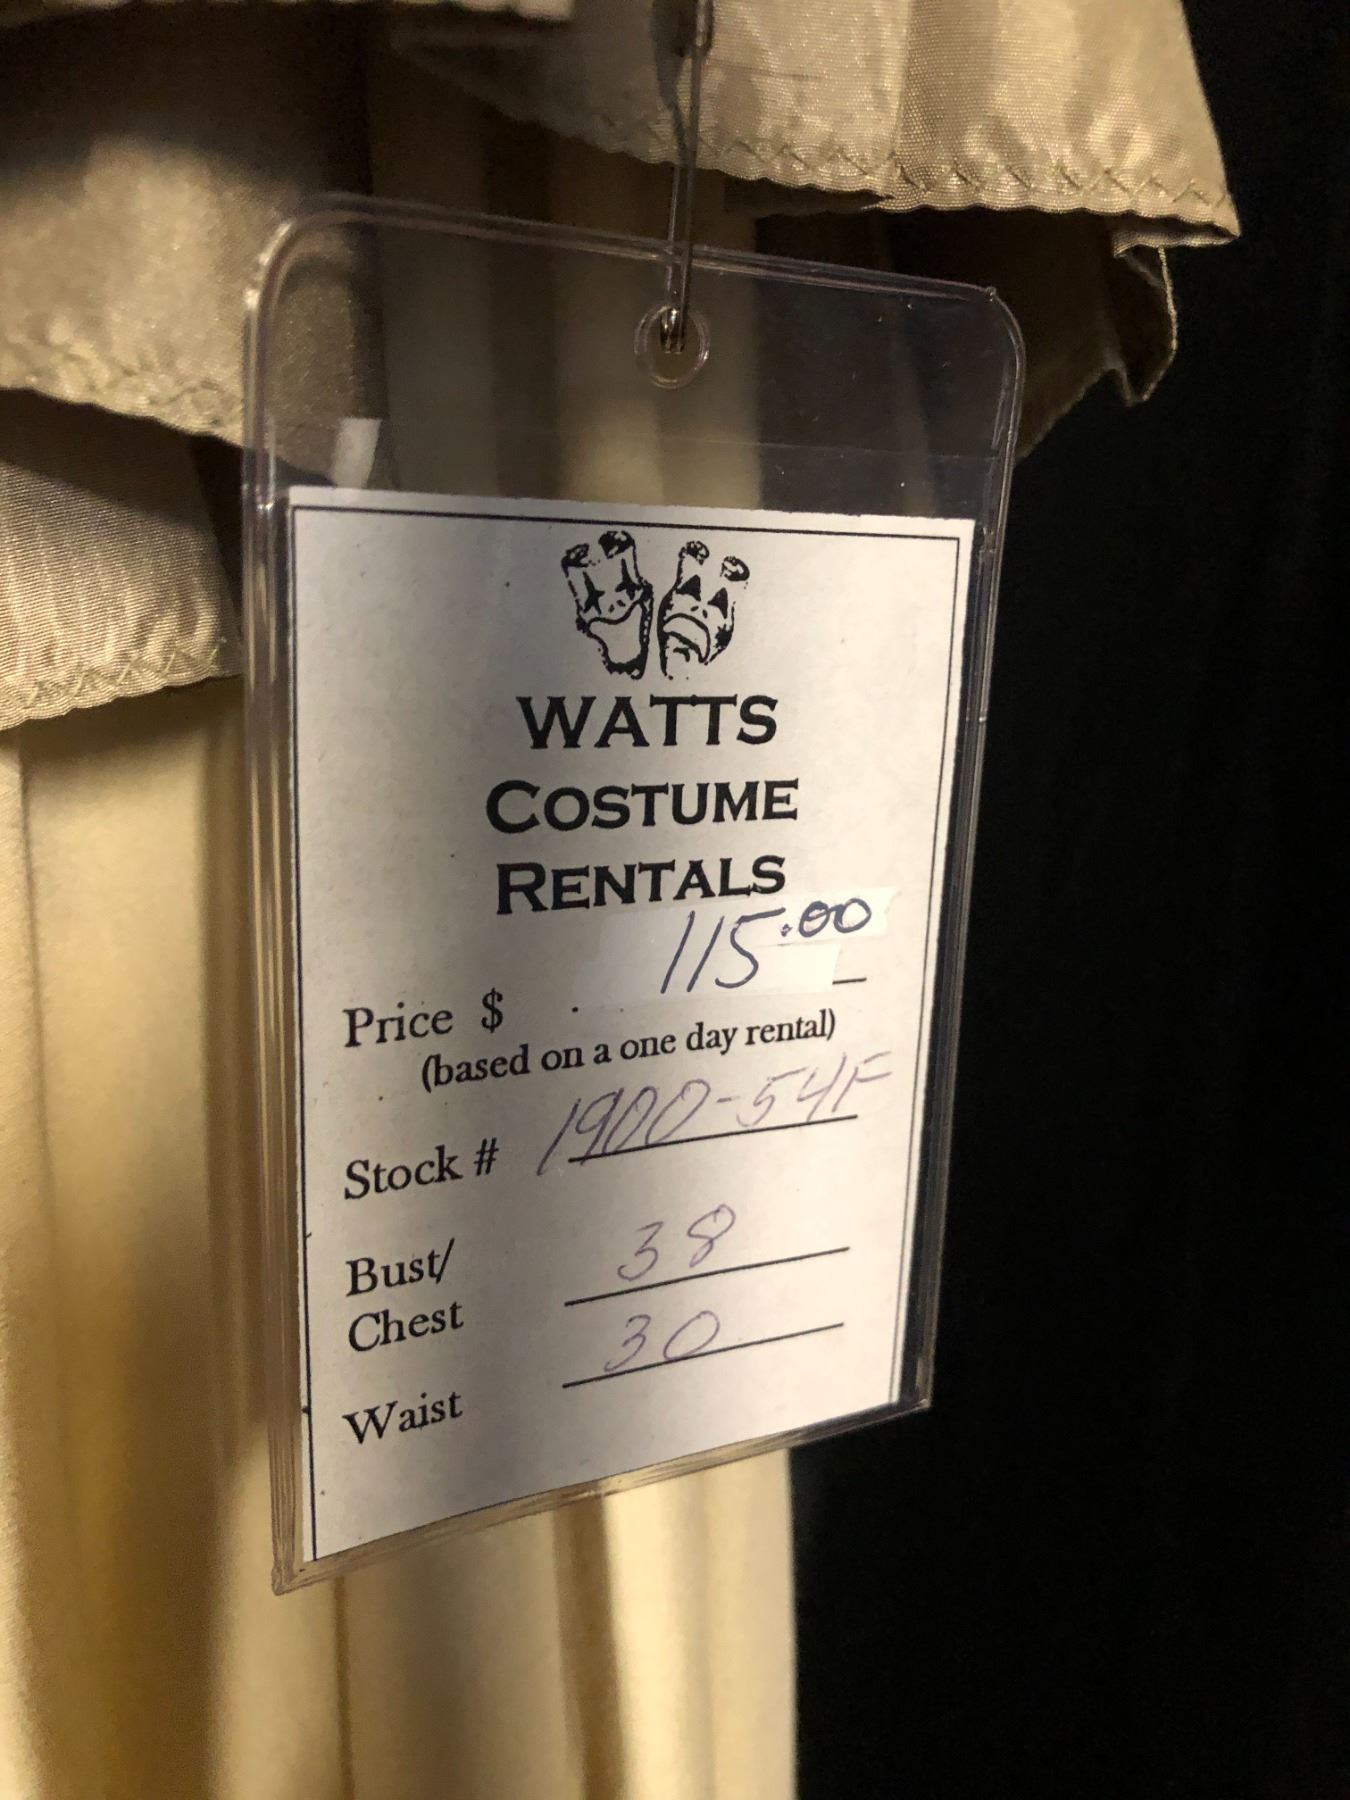 WATTS
COSTUME
RENTALS
Price $ 115.00
(based on a one day rental)
Stock # 1900-54F
Bust/
Chest 38
Waist 30